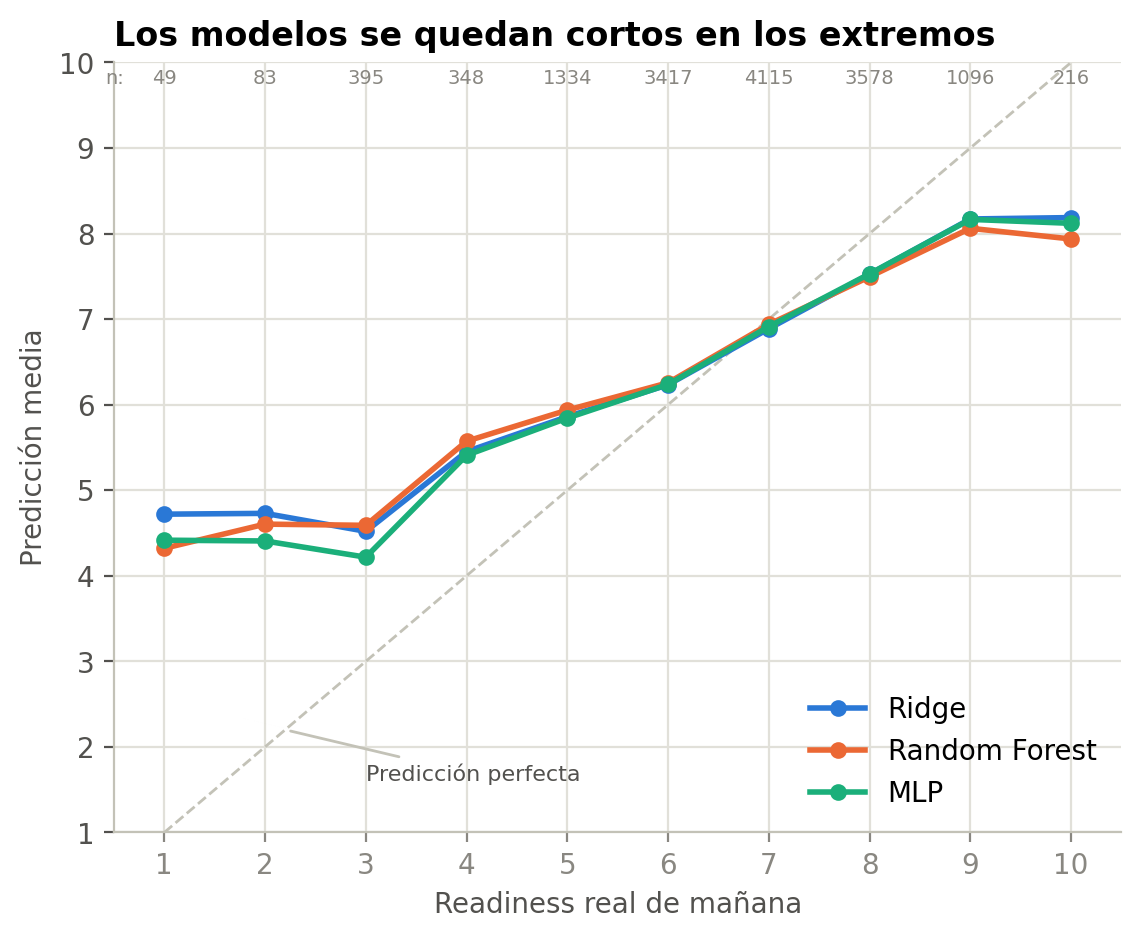 Los modelos se quedan cortos en los extremos
n: 49 83 395 348 1334 3417 4115 3578 1096 216
10
9
8
7
6
5
4
3
2
1
Predicción media
Predicción perfecta
Ridge
Random Forest
MLP
1 2 3 4 5 6 7 8 9 10
Readiness real de mañana